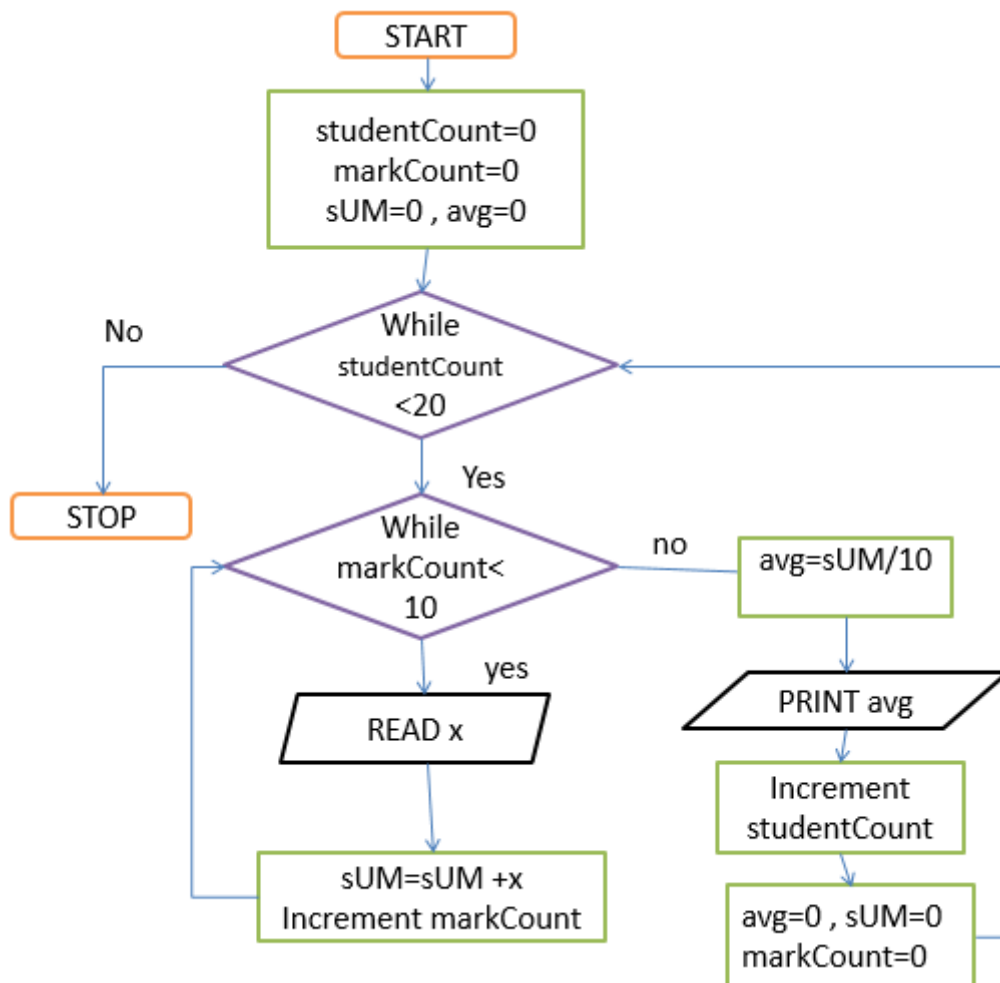 START
studentCount=0
markCount=0
sUM=0 , avg=0
No
While
studentCount
<20
Yes
STOP
While
markCount<
10
no
avg=sUM/10
yes
READ x
PRINT avg
Increment
studentCount
sUM=sUM +x
Increment markCount
avg=0 , sUM=0
markCount=0